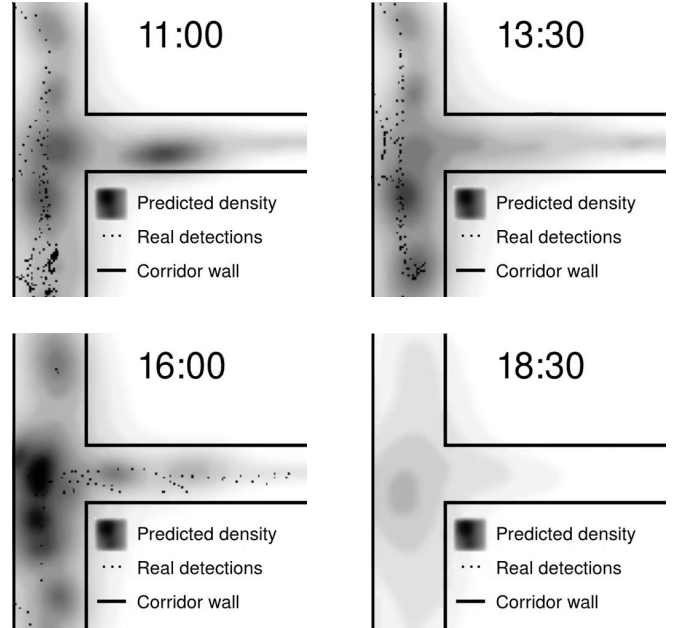 11:00
Predicted density
Real detections
Corridor wall
13:30
Predicted density
Real detections
Corridor wall
16:00
Predicted density
Real detections
Corridor wall
18:30
Predicted density
Real detections
Corridor wall